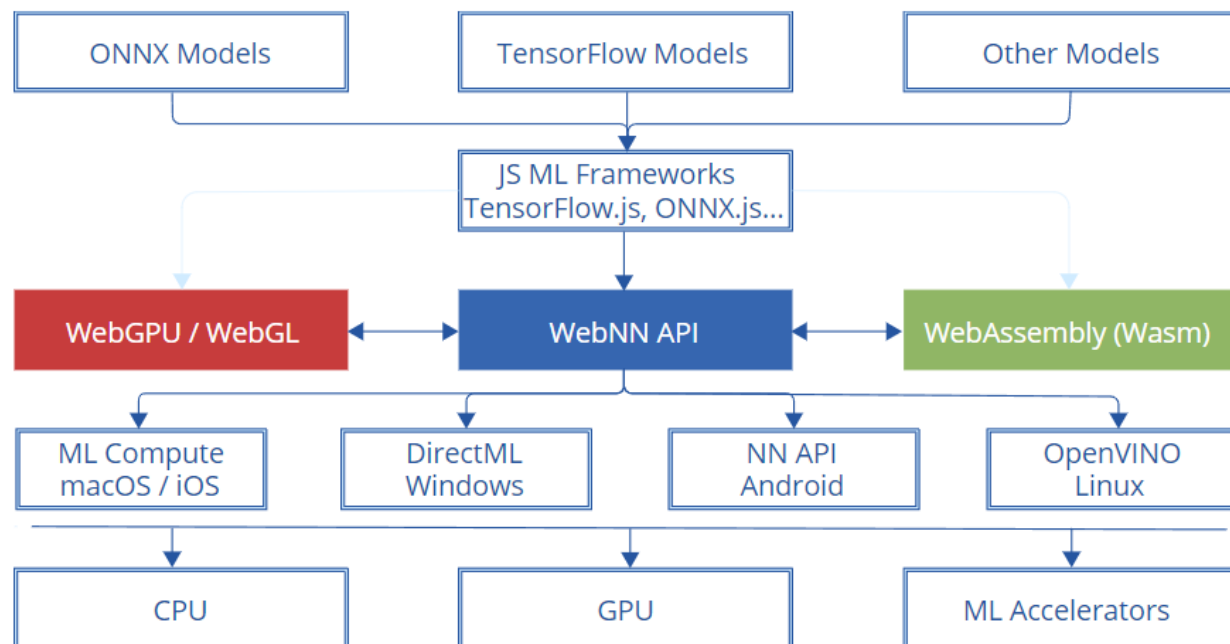 ONNX Models
TensorFlow Models
Other Models
JS ML Frameworks
TensorFlow.js, ONNX.js...
WebGPU / WebGL
WebNN API
WebAssembly (Wasm)
ML Compute
macOS / iOS
DirectML
Windows
NN API
Android
OpenVINO
Linux
CPU
GPU
ML Accelerators